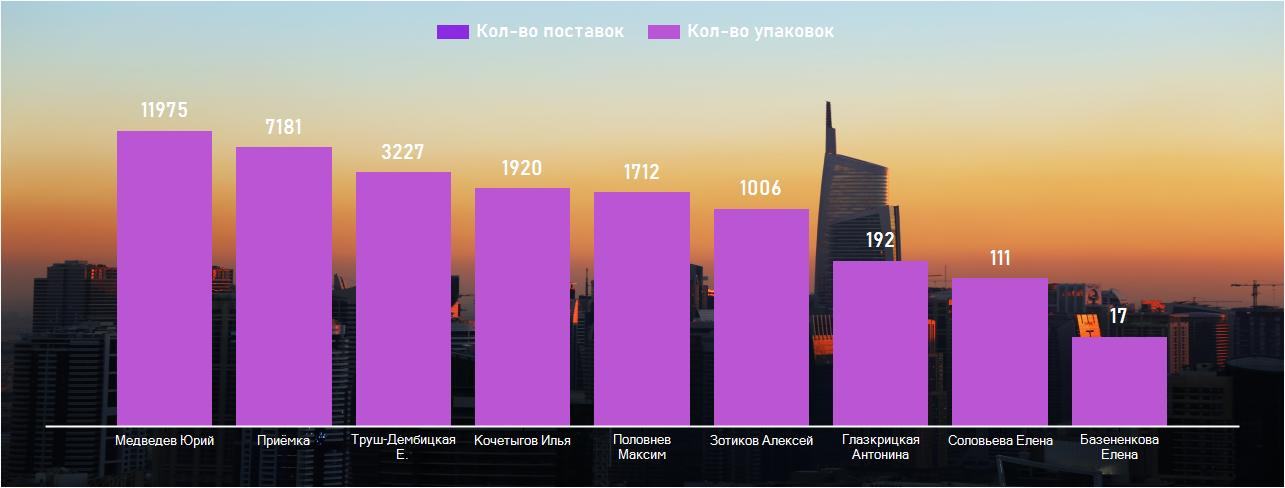 Кол-во поставок Кол-во упаковок
11975
7181
3227
1920
1712
1006
192
111
17
Медведев Юрий
Приёмка
Труш-Дембицкая
Е.
Кочетыгов Илья
Половнев
Максим
Зотиков Алексей
Глазкрицкая
Антонина
Соловьева Елена
Базененкова
Елена